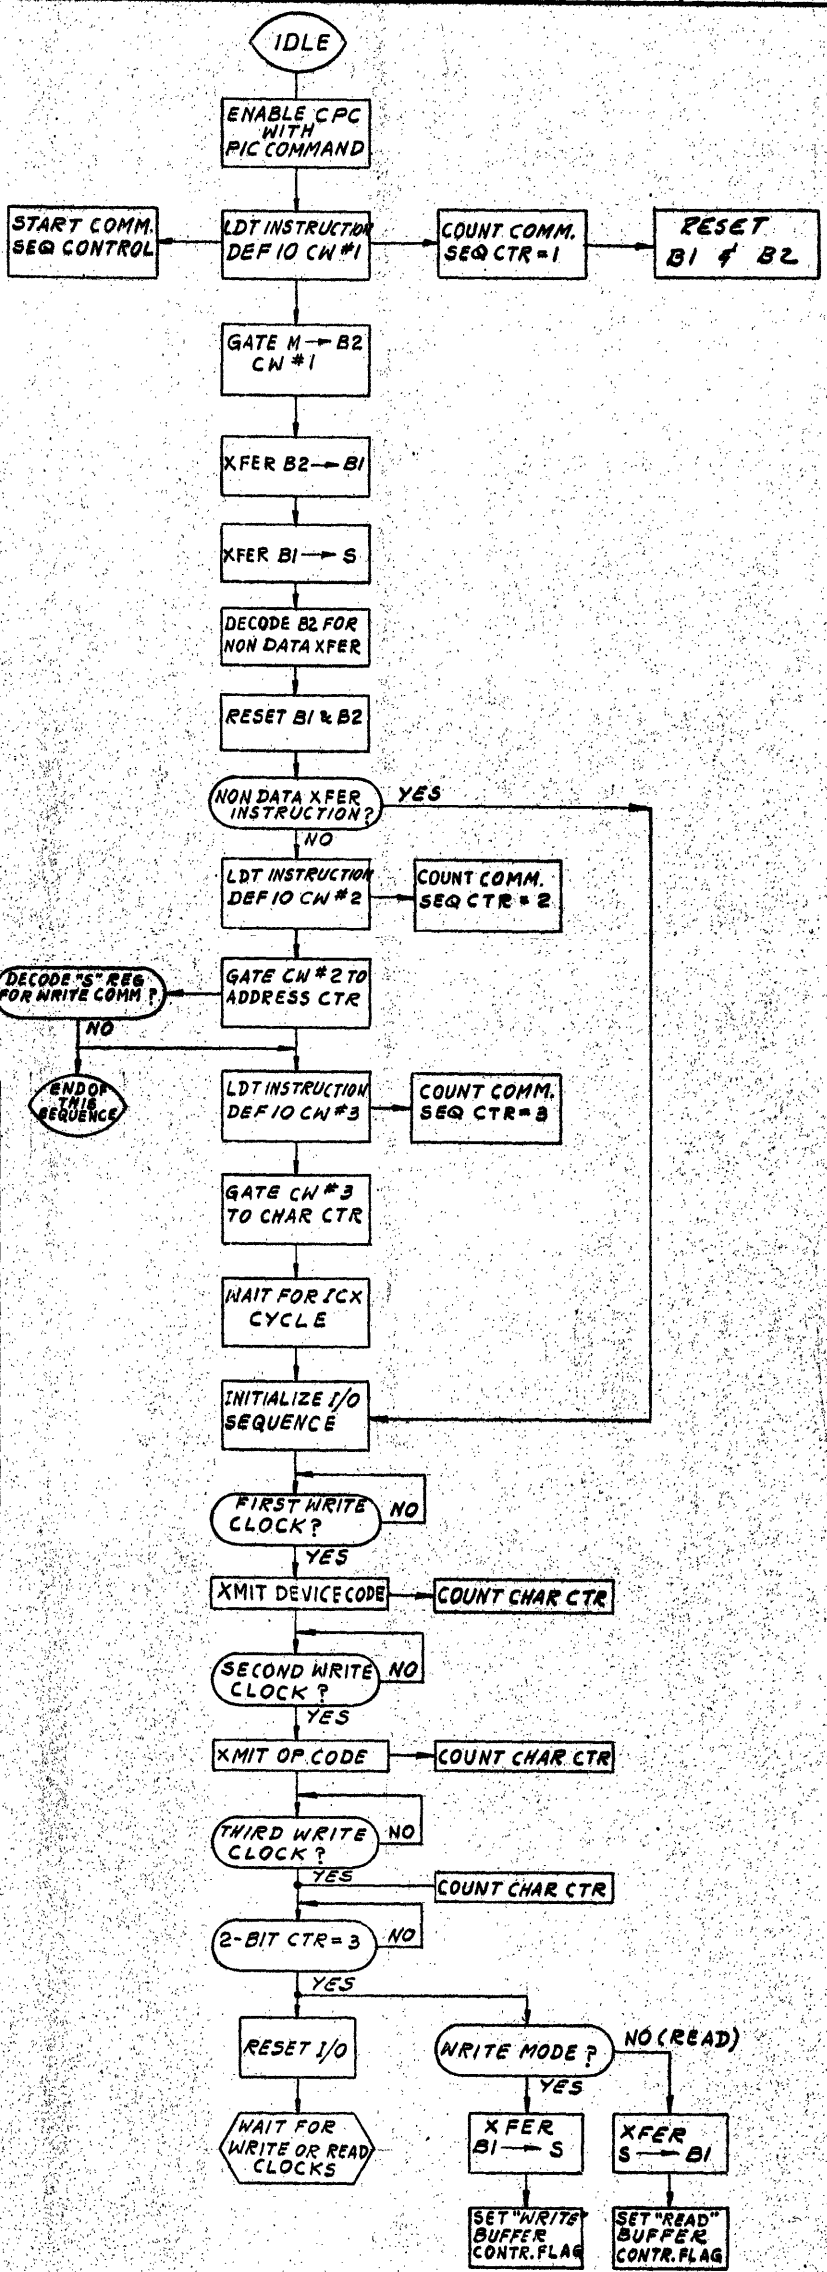 IDLE
ENABLE CPC
WITH
PIC COMMAND
START COMM.
SEQ CONTROL
LDT INSTRUCTION
DEF 10 CW #1
COUNT COMM.
SEQ CTR = 1
RESET
B1 & B2
GATE M → B2
CW #1
XFER B2 → B1
XFER B1 → S
DECODE B2 FOR
NON DATA XFER
RESET B1 & B2
NON DATA XFER
INSTRUCTION?
YES
NO
LDT INSTRUCTION
DEF 10 CW #2
COUNT COMM.
SEQ CTR = 2
DECODE "S" REG
FOR WRITE COMM ?
GATE CW #2 TO
ADDRESS CTR
NO
END OF
THIS
SEQUENCE
LDT INSTRUCTION
DEF 10 CW #3
COUNT COMM.
SEQ CTR = 3
GATE CW #3
TO CHAR CTR
WAIT FOR ICX
CYCLE
INITIALIZE I/O
SEQUENCE
FIRST WRITE
CLOCK?
NO
YES
XMIT DEVICE CODE
COUNT CHAR CTR
SECOND WRITE
CLOCK ?
NO
YES
XMIT OP. CODE
COUNT CHAR CTR
THIRD WRITE
CLOCK ?
NO
YES
COUNT CHAR CTR
2-BIT CTR = 3
NO
YES
RESET I/O
WRITE MODE ?
NO (READ)
YES
WAIT FOR
WRITE OR READ
CLOCKS
XFER
B1 → S
XFER
S → B1
SET "WRITE"
BUFFER
CONTR. FLAG
SET "READ"
BUFFER
CONTR. FLAG